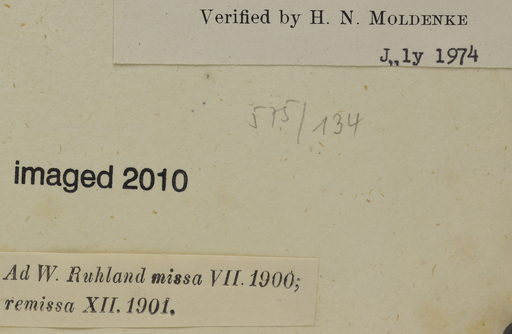 Verified by H. N. MOLDENKE
J„ly 1974
575/134
imaged 2010
Ad W. Ruhland missa VII. 1900;
remissa XII. 1901.